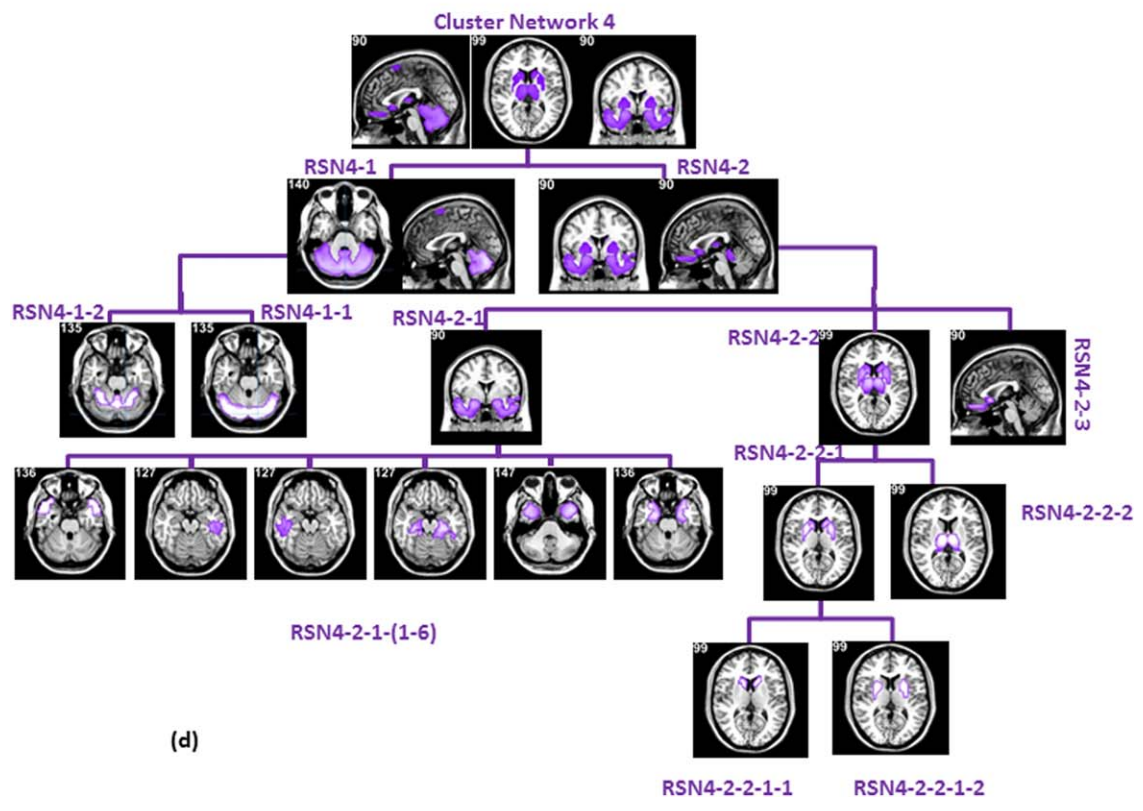 Cluster Network 4
90 99 90
RSN4-1 RSN4-2
140 90 90
RSN4-1-2 RSN4-1-1 RSN4-2-1 RSN4-2-2 RSN4-2-3
135 135 90 99 90
RSN4-2-2-1
136 127 127 127 147 136
99 99
RSN4-2-2-2
RSN4-2-1-(1-6)
99 99
(d)
RSN4-2-2-1-1 RSN4-2-2-1-2